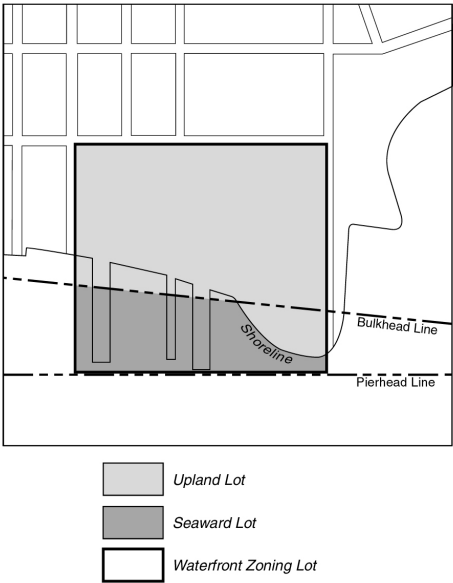 Shoreline
Bulkhead Line
Pierhead Line
Upland Lot
Seaward Lot
Waterfront Zoning Lot